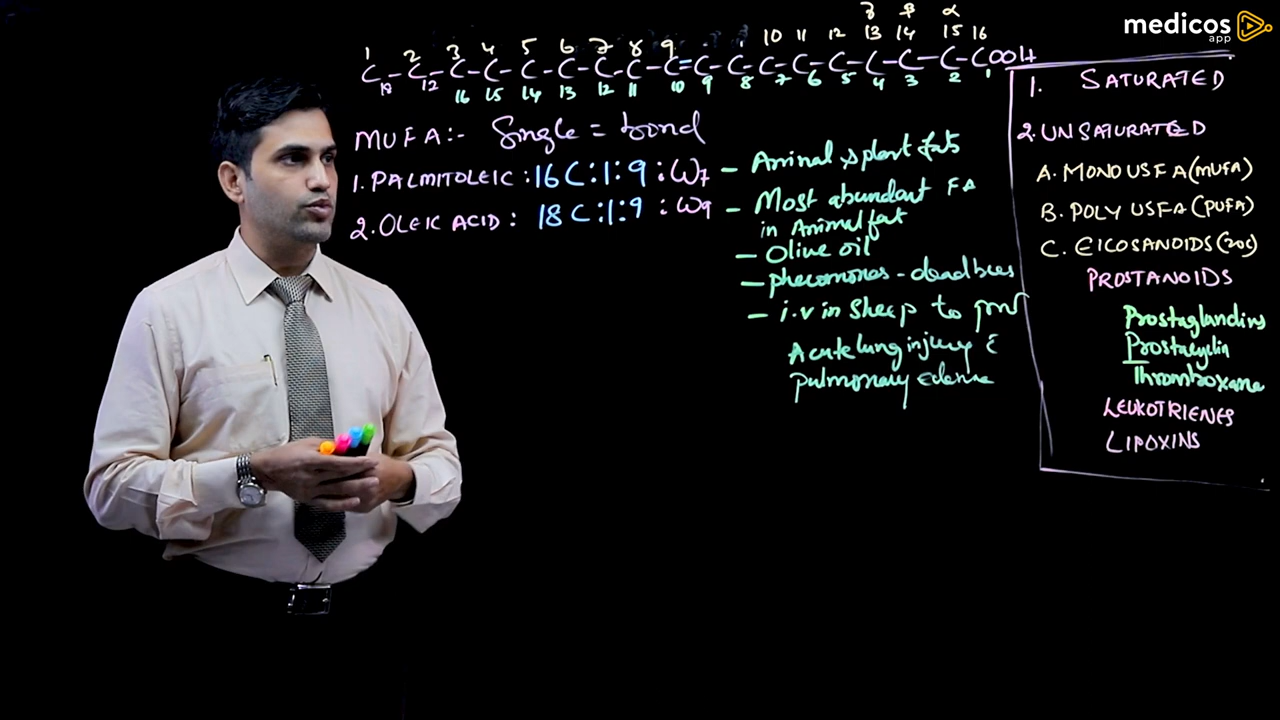 medicos
app
γ β α
1 2 3 4 5 6 7 8 9 10 11 12 13 14 15 16
C-C-C-C-C-C-C-C-C=C-C-C-C-C-C-C-COOH
12 16 15 14 13 12 11 10 9 8 7 6 5 4 3 2 1
MUFA:- Single = bond
1. PALMITOLEIC : 16C:1:9 : ω7 - Animal & plant fats
2. OLEIC ACID : 18C:1:9 : ω9 - Most abundant FA
in Animal fat
- Olive oil
- pheromones - dead bees
- i.v in Sheep to
Acute lung injury &
pulmonary edema
1. SATURATED
2. UNSATURATED
A. MONO USFA (MUFA)
B. POLY USFA (PUFA)
C. EICOSANOIDS (20C)
PROSTANOIDS
Prostaglandins
Prostacyclin
Thromboxane
LEUKOTRIENES
LIPOXINS